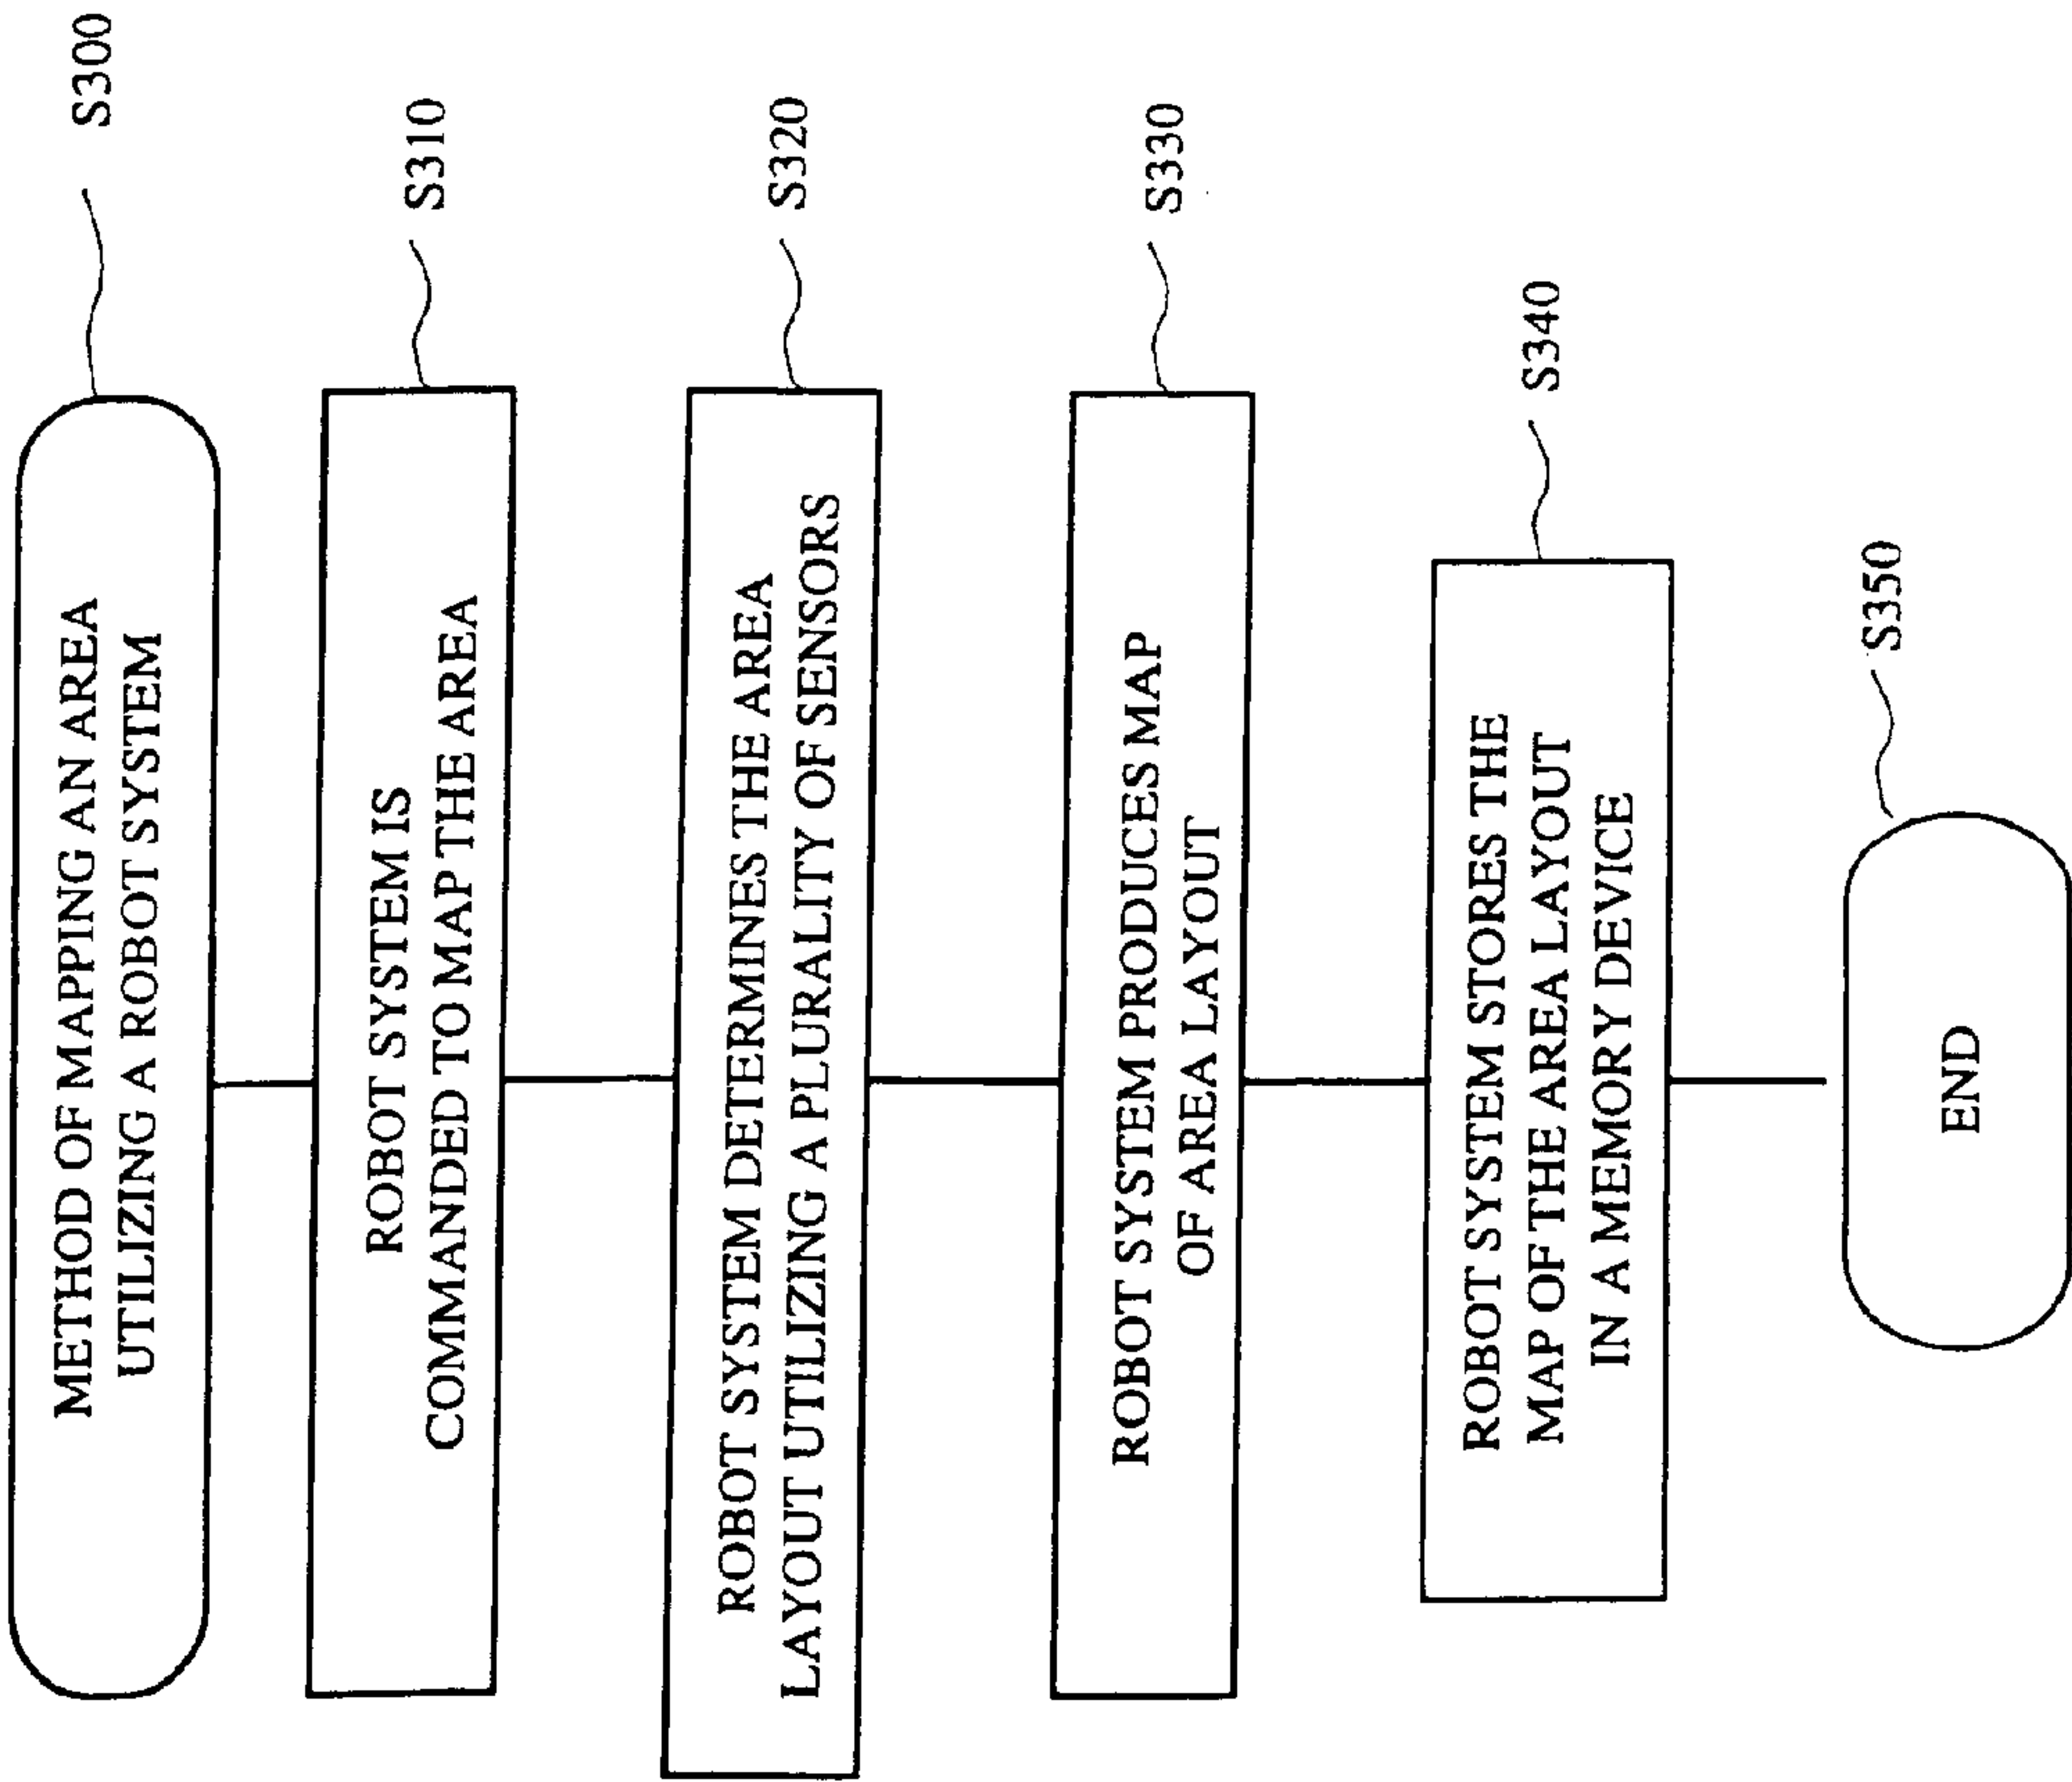 METHOD OF MAPPING AN AREA
UTILIZING A ROBOT SYSTEM
S300
ROBOT SYSTEM IS
COMMANDED TO MAP THE AREA
S310
ROBOT SYSTEM DETERMINES THE AREA
LAYOUT UTILIZING A PLURALITY OF SENSORS
S320
ROBOT SYSTEM PRODUCES MAP
OF AREA LAYOUT
S330
ROBOT SYSTEM STORES THE
MAP OF THE AREA LAYOUT
IN A MEMORY DEVICE
S340
END
S350